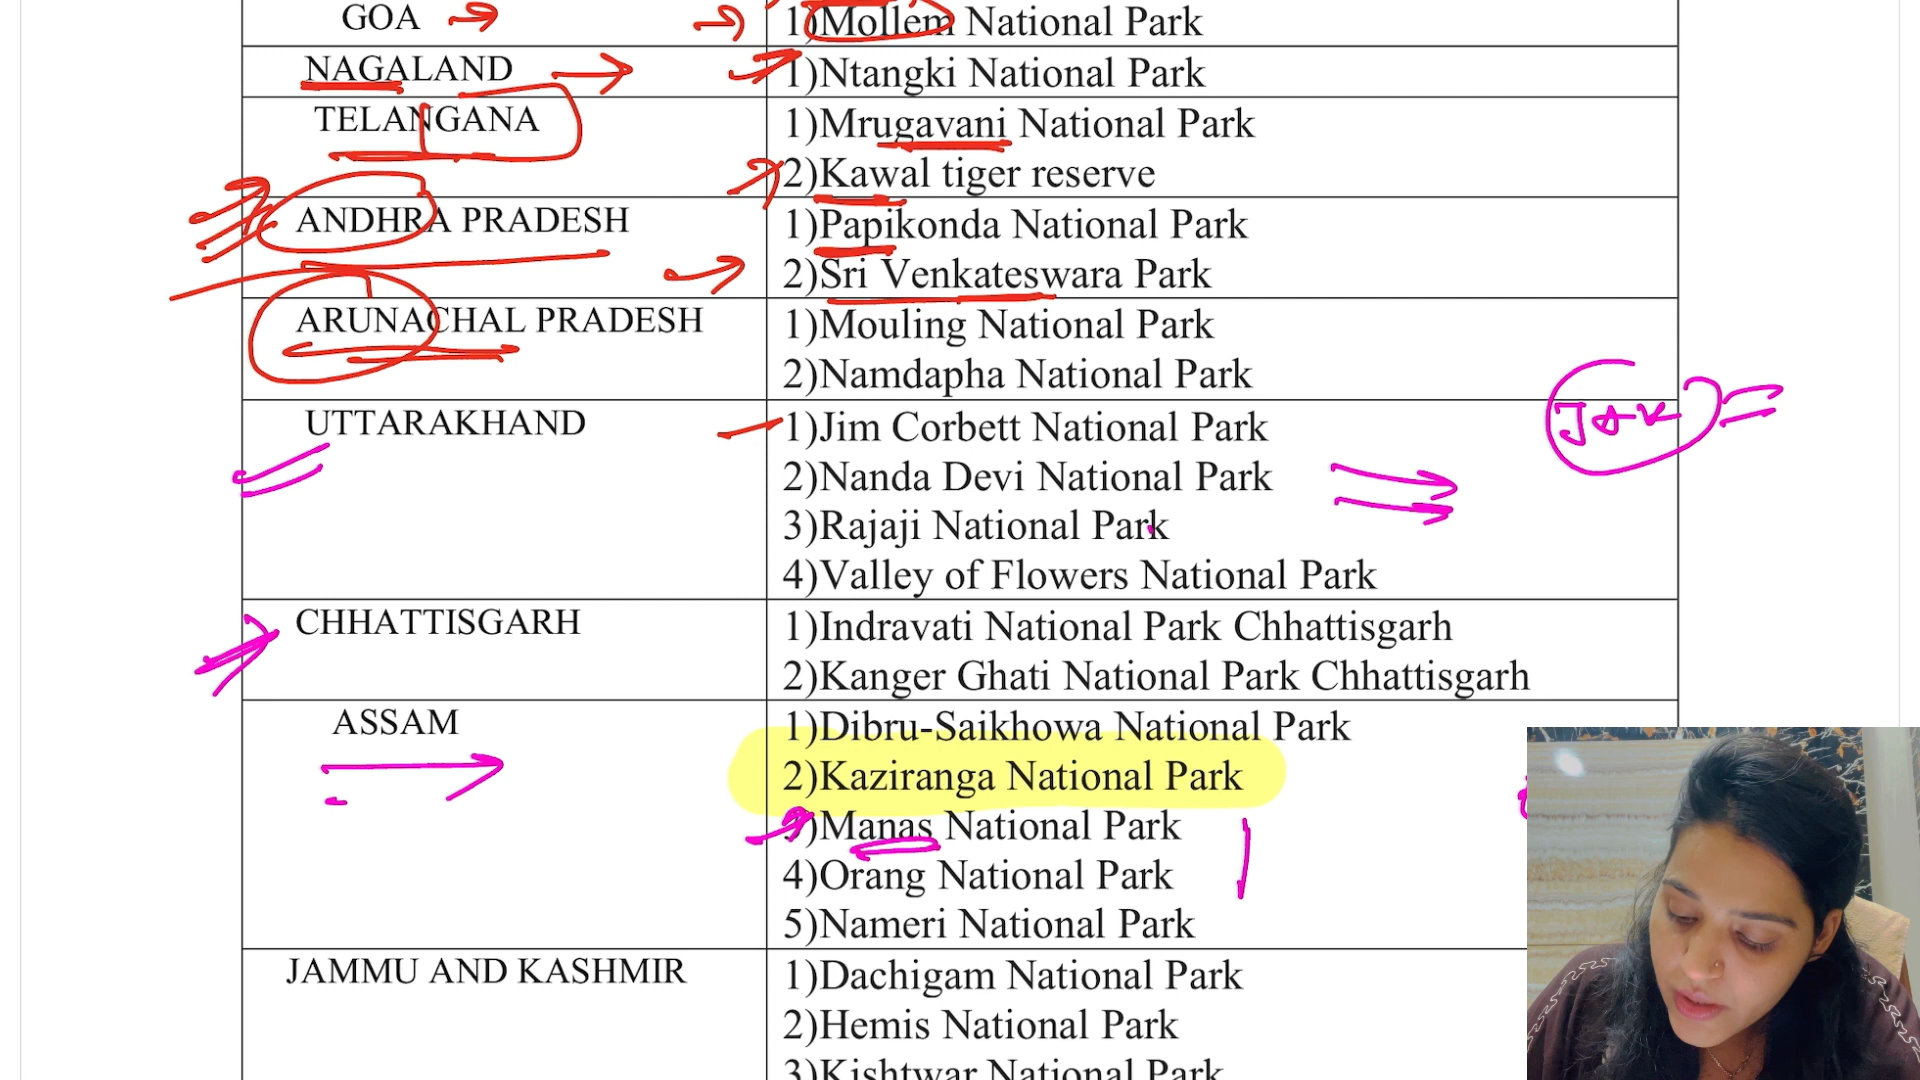 GOA
1)Mollem National Park
NAGALAND
1)Ntangki National Park
TELANGANA
1)Mrugavani National Park
2)Kawal tiger reserve
ANDHRA PRADESH
1)Papikonda National Park
2)Sri Venkateswara Park
ARUNACHAL PRADESH
1)Mouling National Park
2)Namdapha National Park
UTTARAKHAND
1)Jim Corbett National Park
2)Nanda Devi National Park
3)Rajaji National Park
4)Valley of Flowers National Park
J&K
CHHATTISGARH
1)Indravati National Park Chhattisgarh
2)Kanger Ghati National Park Chhattisgarh
ASSAM
1)Dibru-Saikhowa National Park
2)Kaziranga National Park
3)Manas National Park
4)Orang National Park
5)Nameri National Park
JAMMU AND KASHMIR
1)Dachigam National Park
2)Hemis National Park
3)Kishtwar National Park